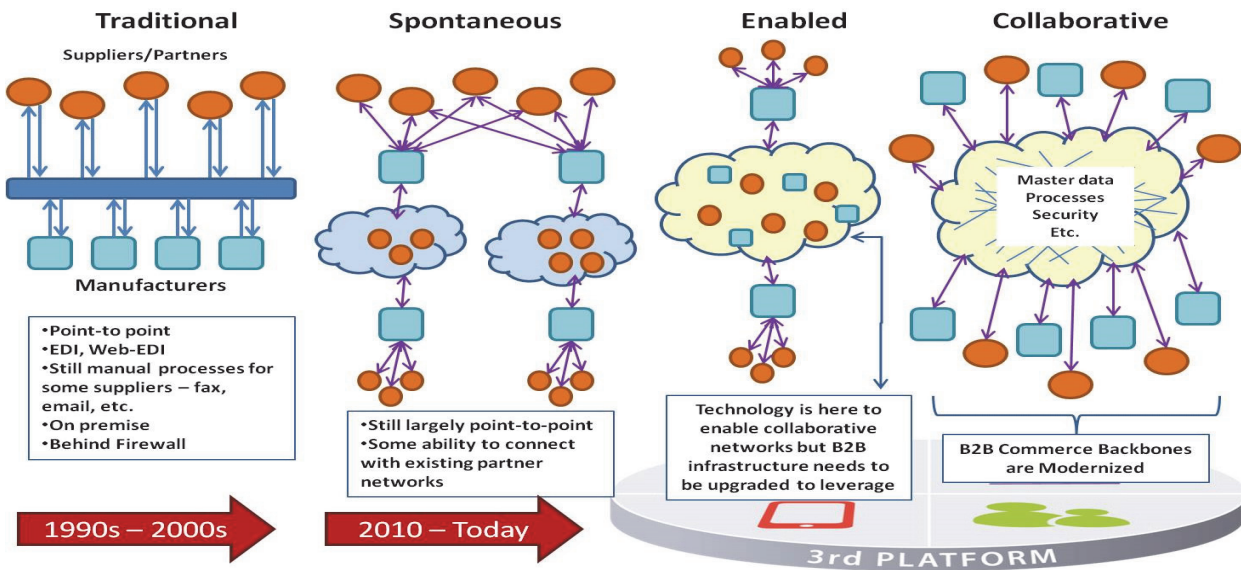 Traditional
Suppliers/Partners
Manufacturers
•Point-to point
•EDI, Web-EDI
•Still manual processes for
some suppliers – fax,
email, etc.
•On premise
•Behind Firewall
1990s – 2000s
Spontaneous
•Still largely point-to-point
•Some ability to connect
with existing partner
networks
2010 – Today
Enabled
Technology is here to
enable collaborative
networks but B2B
infrastructure needs to
be upgraded to leverage
Collaborative
Master data
Processes
Security
Etc.
B2B Commerce Backbones
are Modernized
3rd PLATFORM